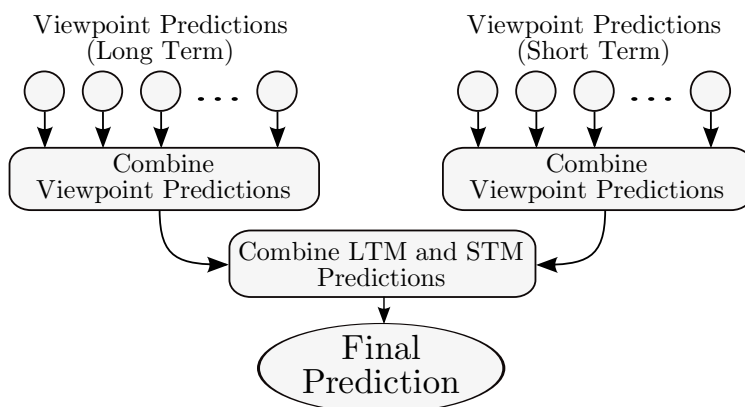 Viewpoint Predictions
(Long Term)
Viewpoint Predictions
(Short Term)
...
...
Combine
Viewpoint Predictions
Combine
Viewpoint Predictions
Combine LTM and STM
Predictions
Final
Prediction